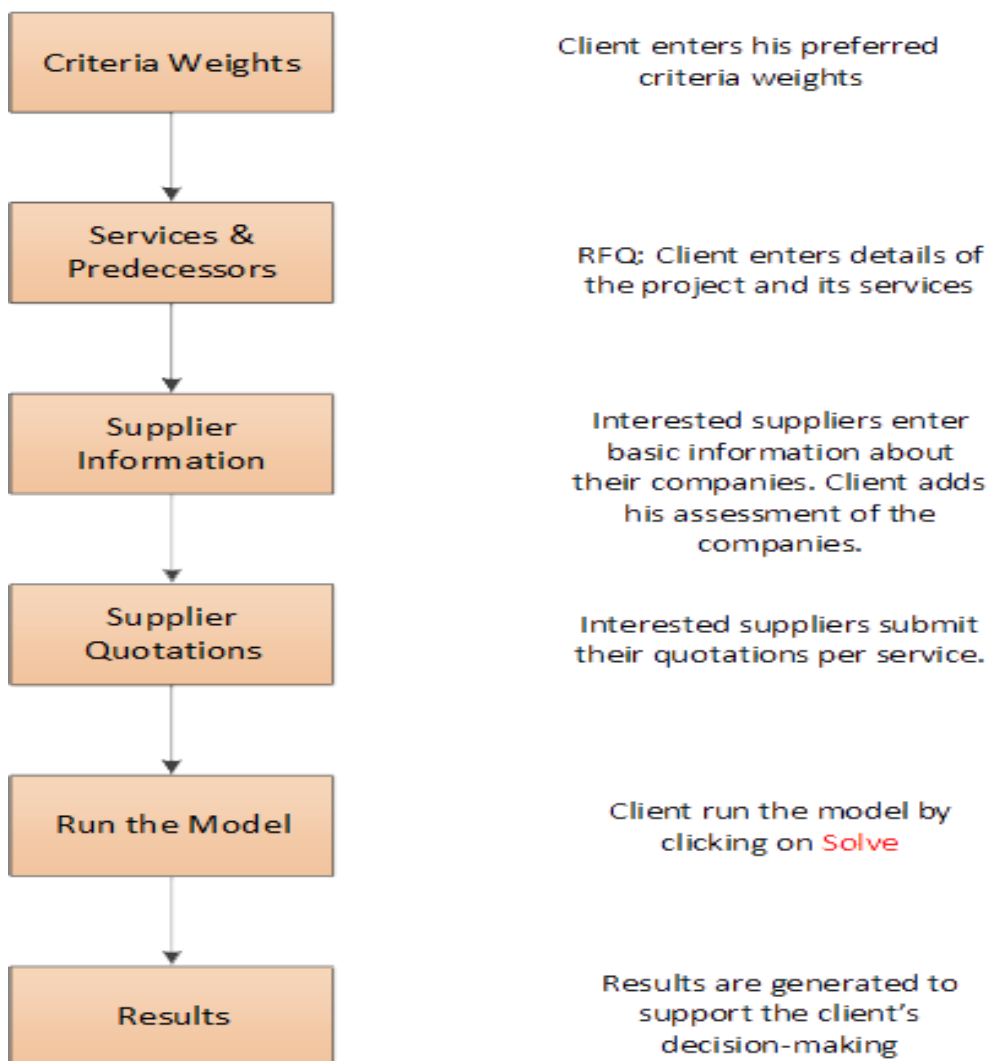 Criteria Weights
Client enters his preferred
criteria weights
Services &
Predecessors
RFQ: Client enters details of
the project and its services
Supplier
Information
Interested suppliers enter
basic information about
their companies. Client adds
his assessment of the
companies.
Supplier
Quotations
Interested suppliers submit
their quotations per service.
Run the Model
Client run the model by
clicking on Solve
Results
Results are generated to
support the client's
decision-making